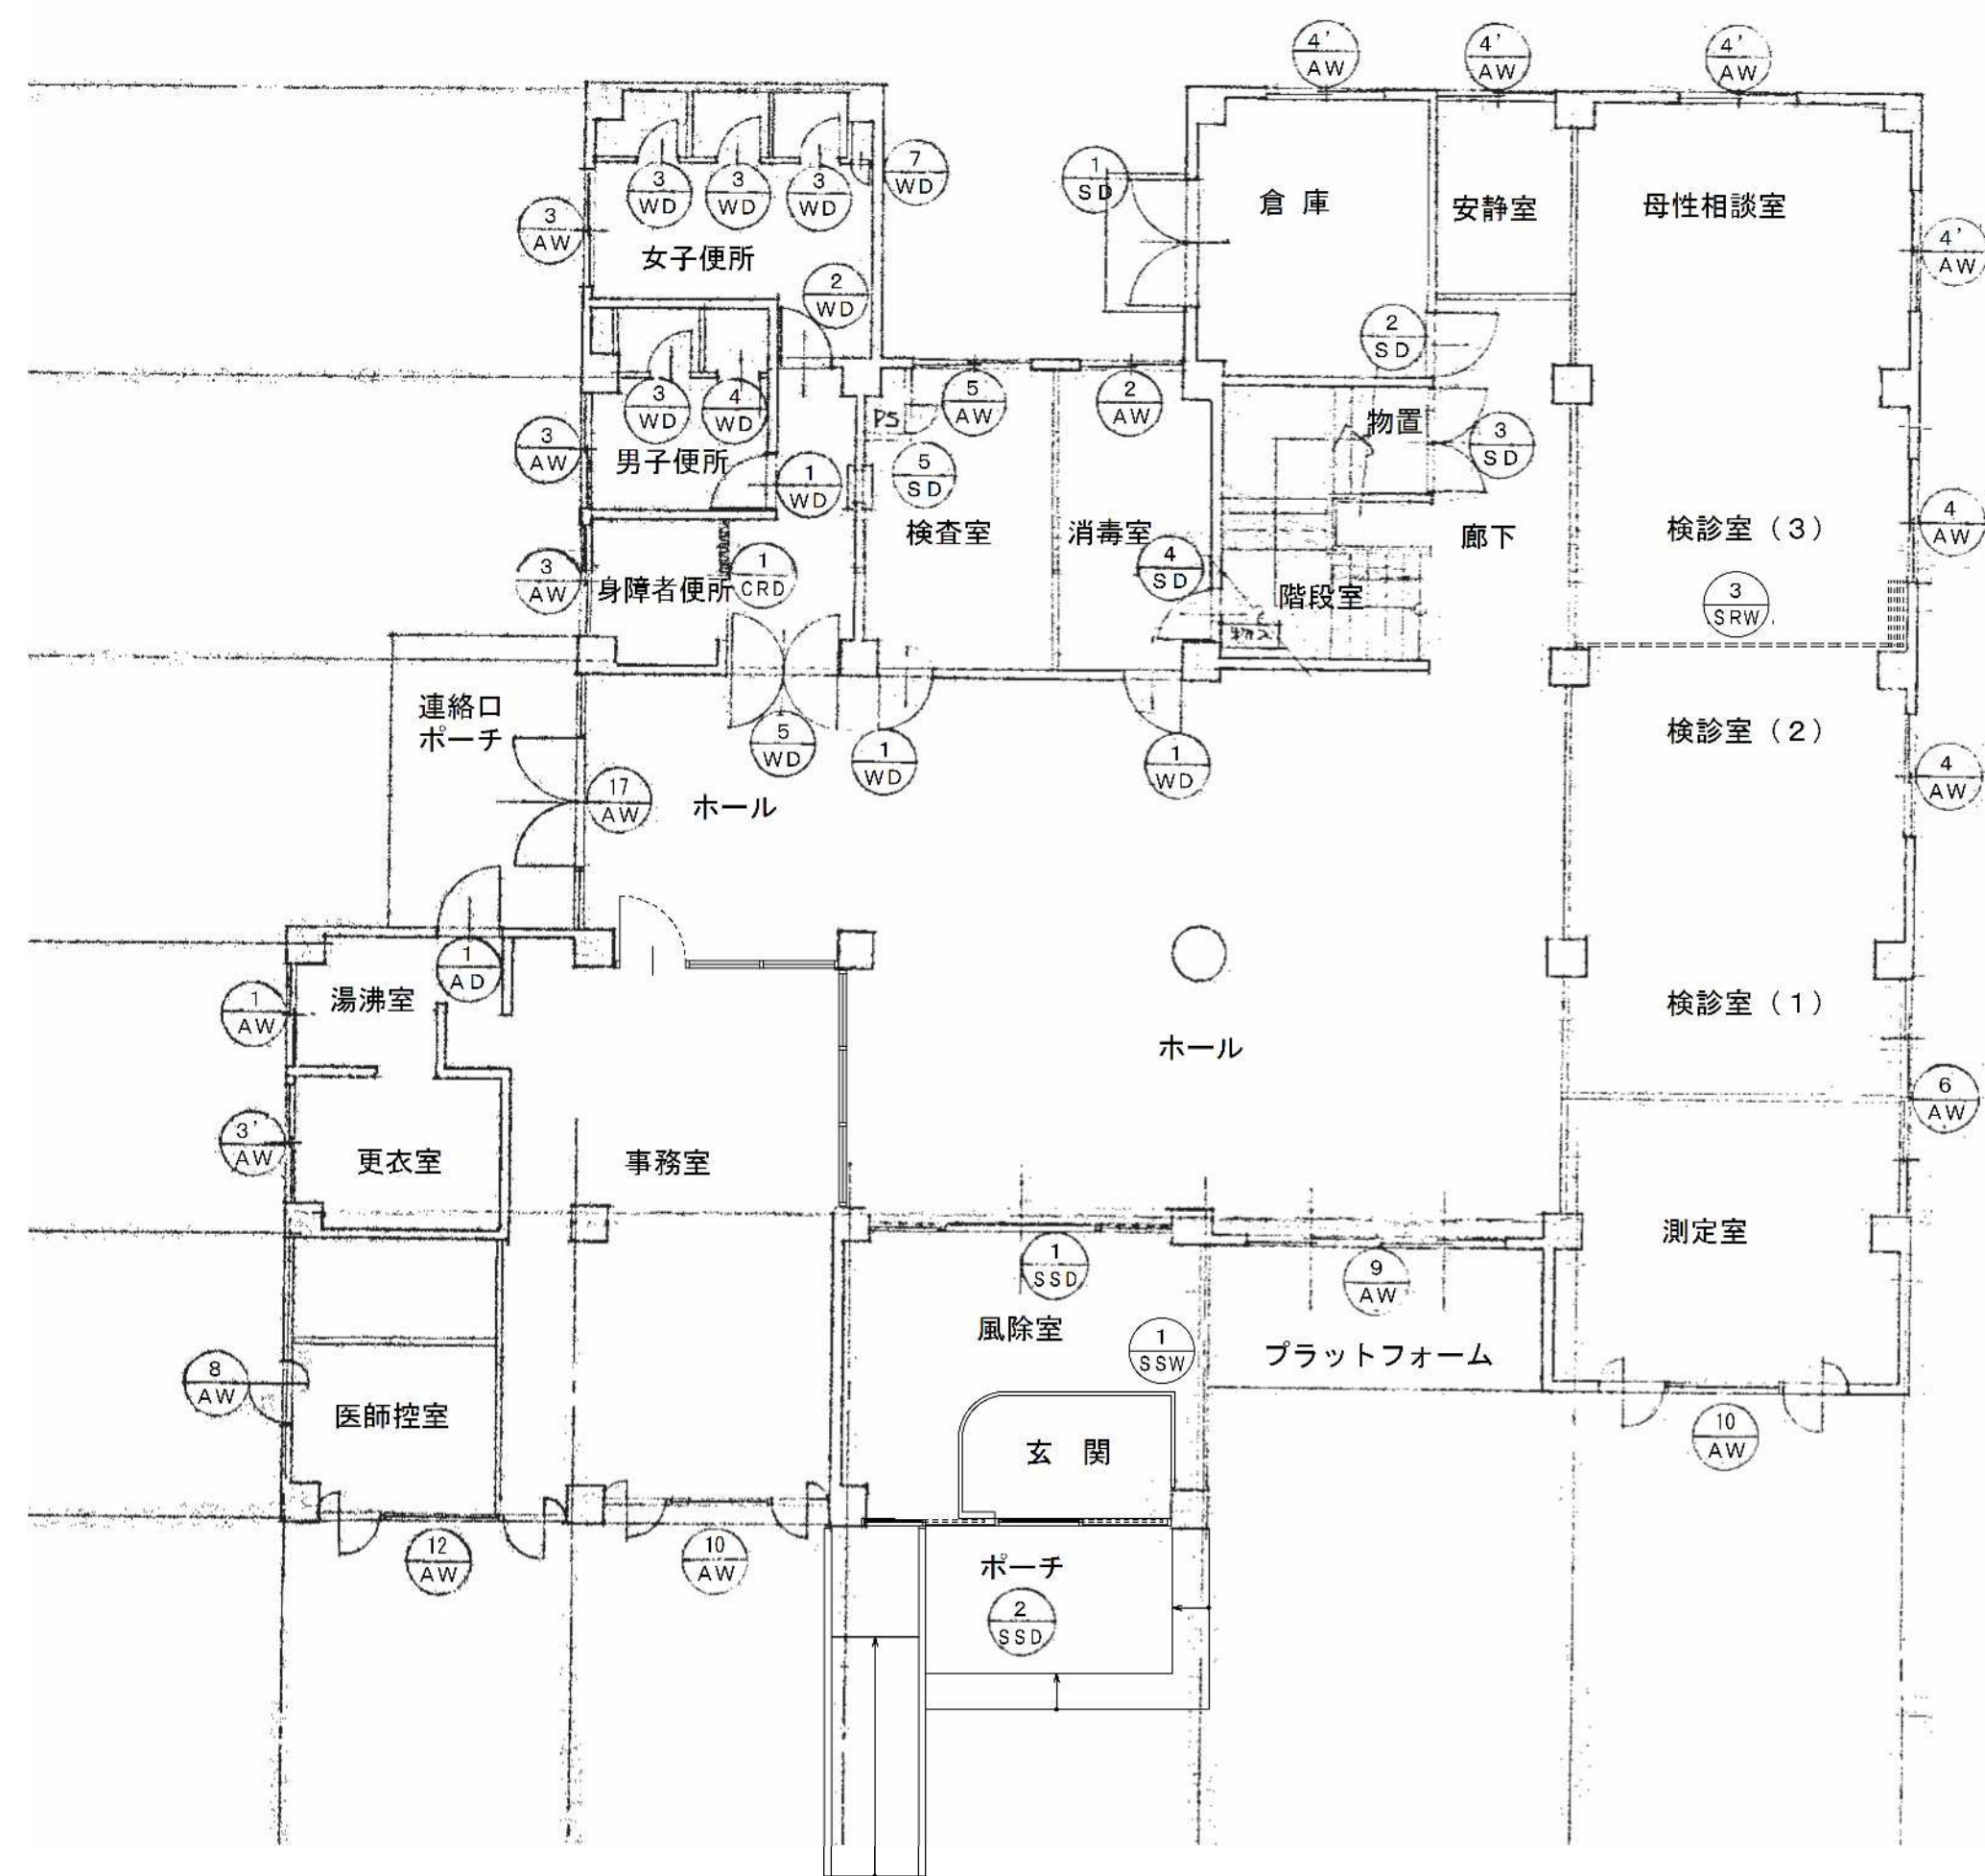 4'
AW
4'
AW
4'
AW
7
WD
1
SD
3
WD
3
WD
3
WD
倉 庫
安静室
母性相談室
3
AW
女子便所
4'
AW
2
WD
2
SD
3
WD
4
WD
5
AW
2
AW
PS
物置
3
SD
3
AW
男子便所
1
WD
5
SD
検査室
消毒室
4
SD
廊下
検診室(3)
4
AW
3
AW
身障者便所
1
CRD
階段室
3
SRW
連絡口
ポーチ
5
WD
1
WD
1
WD
検診室(2)
4
AW
17
AW
ホール
1
AD
1
AW
湯沸室
検診室(1)
ホール
6
AW
3'
AW
更衣室
事務室
測定室
1
SSD
9
AW
風除室
1
SSW
プラットフォーム
8
AW
医師控室
玄 関
10
AW
12
AW
10
AW
ポーチ
2
SSD